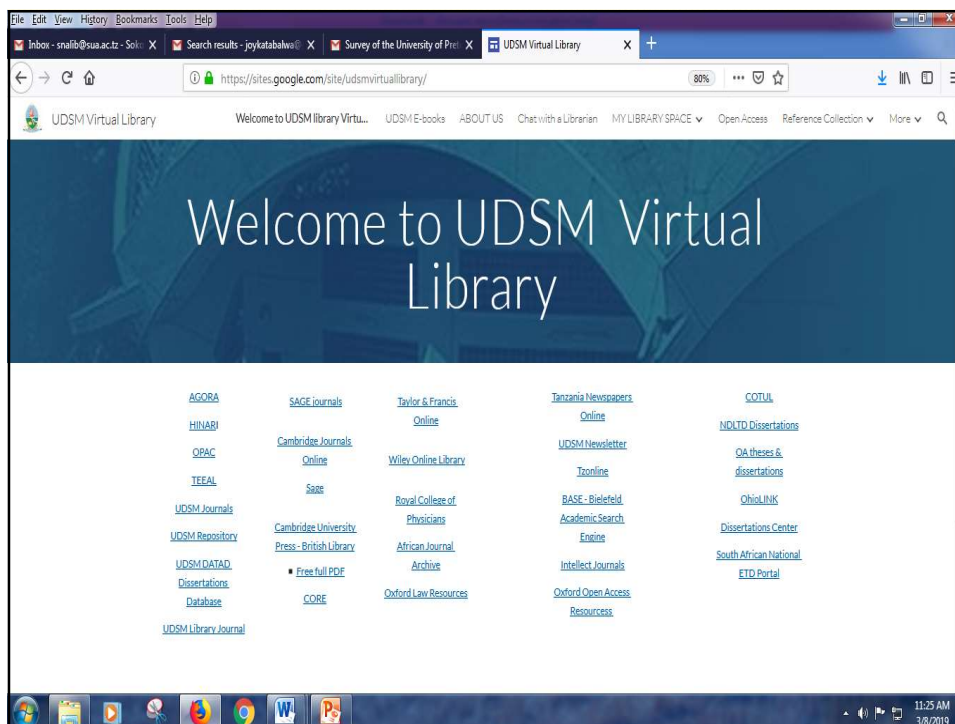 File Edit View History Bookmarks Tools Help
Inbox - snalib@sua.ac.tz - Soko X
Search results - joykatabalwa@ X
Survey of the University of Pret X
UDSM Virtual Library X +
https://sites.google.com/site/udsmvirtuallibrary/
80%
UDSM Virtual Library
Welcome to UDSM library Virtu...
UDSM E-books
ABOUT US
Chat with a Librarian
MY LIBRARY SPACE
Open Access
Reference Collection
More
Welcome to UDSM Virtual
Library
AGORA
HINARI
OPAC
TEEAL
UDSM Journals
UDSM Repository
UDSM DATAD
Dissertations
Database
UDSM Library Journal
SAGE journals
Cambridge Journals
Online
Sage
Cambridge University
Press - British Library
▪ Free full PDF
CORE
Taylor & Francis
Online
Wiley Online Library
Royal College of
Physicians
African Journal
Archive
Oxford Law Resources
Tanzania Newspapers
Online
UDSM Newsletter
Tzonline
BASE - Bielefeld
Academic Search
Engine
Intellect Journals
Oxford Open Access
Resourcess
COTUL
NDLTD Dissertations
OA theses &
dissertations
OhioLINK
Dissertations Center
South African National
ETD Portal
11:25 AM
3/8/2019